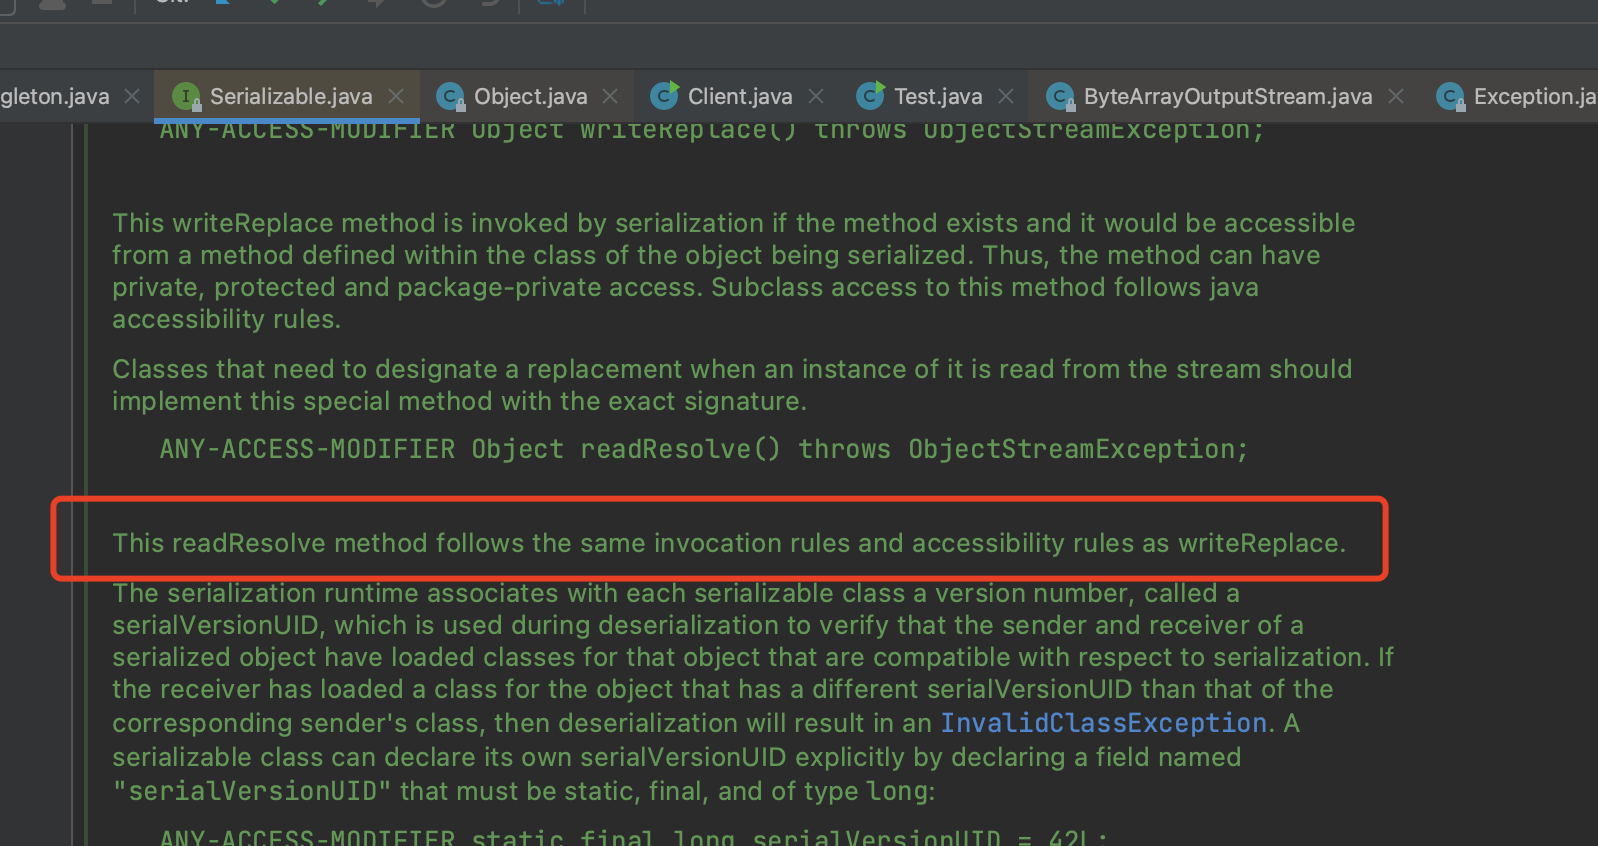 Git:
gleton.java
Serializable.java
Object.java
Client.java
Test.java
ByteArrayOutputStream.java
Exception.ja
ANY-ACCESS-MODIFIER Object writeReplace() throws ObjectStreamException;
This writeReplace method is invoked by serialization if the method exists and it would be accessible
from a method defined within the class of the object being serialized. Thus, the method can have
private, protected and package-private access. Subclass access to this method follows java
accessibility rules.
Classes that need to designate a replacement when an instance of it is read from the stream should
implement this special method with the exact signature.
ANY-ACCESS-MODIFIER Object readResolve() throws ObjectStreamException;
This readResolve method follows the same invocation rules and accessibility rules as writeReplace.
The serialization runtime associates with each serializable class a version number, called a
serialVersionUID, which is used during deserialization to verify that the sender and receiver of a
serialized object have loaded classes for that object that are compatible with respect to serialization. If
the receiver has loaded a class for the object that has a different serialVersionUID than that of the
corresponding sender's class, then deserialization will result in an InvalidClassException. A
serializable class can declare its own serialVersionUID explicitly by declaring a field named
"serialVersionUID" that must be static, final, and of type long:
ANY-ACCESS-MODIFIER static final long serialVersionUID = 42L;